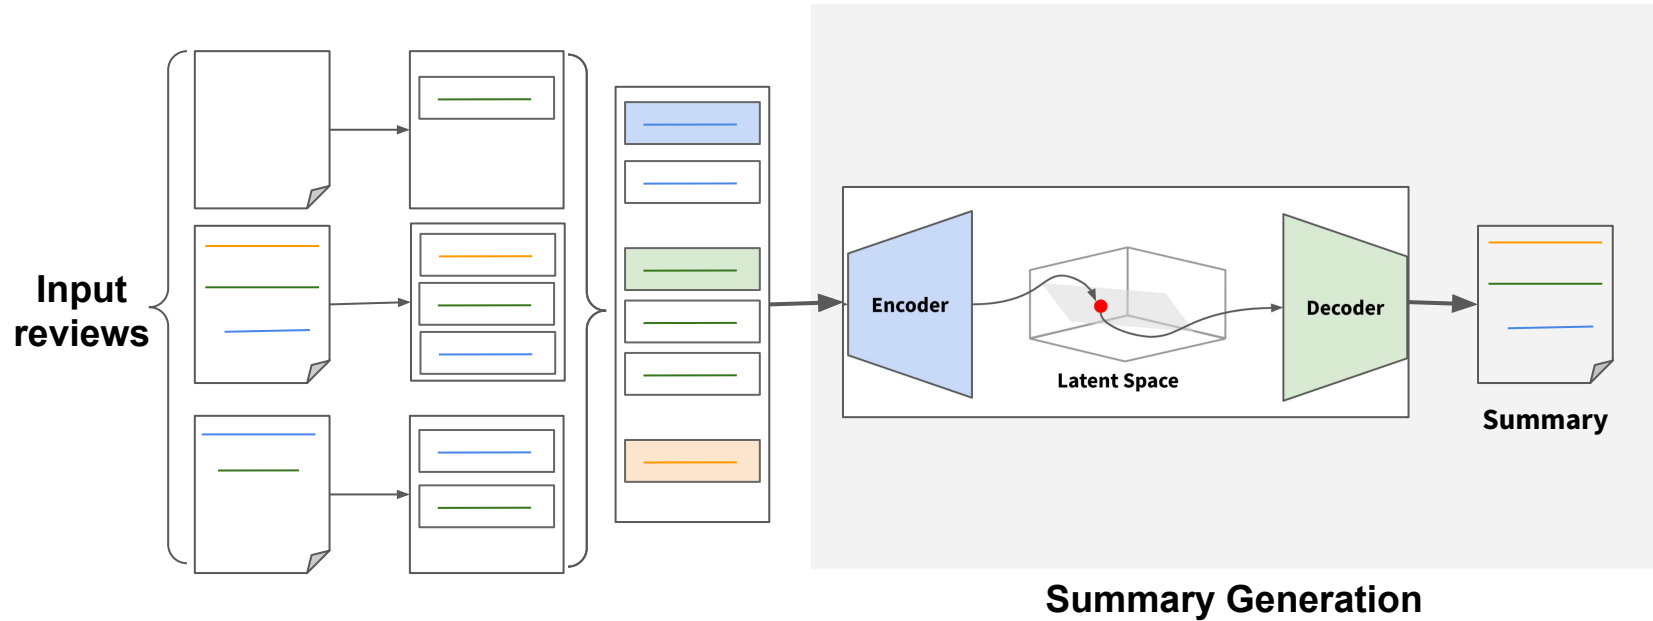 Input
reviews
Encoder
Latent Space
Decoder
Summary
Summary Generation